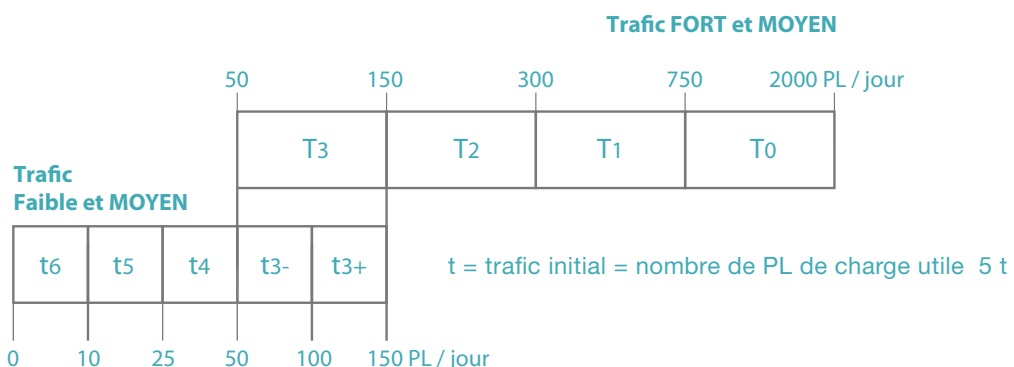 Trafic FORT et MOYEN
50 150 300 750 2000 PL / jour
T3 T2 T1 T0
Trafic
Faible et MOYEN
t6 t5 t4 t3- t3+ t = trafic initial = nombre de PL de charge utile 5 t
0 10 25 50 100 150 PL / jour